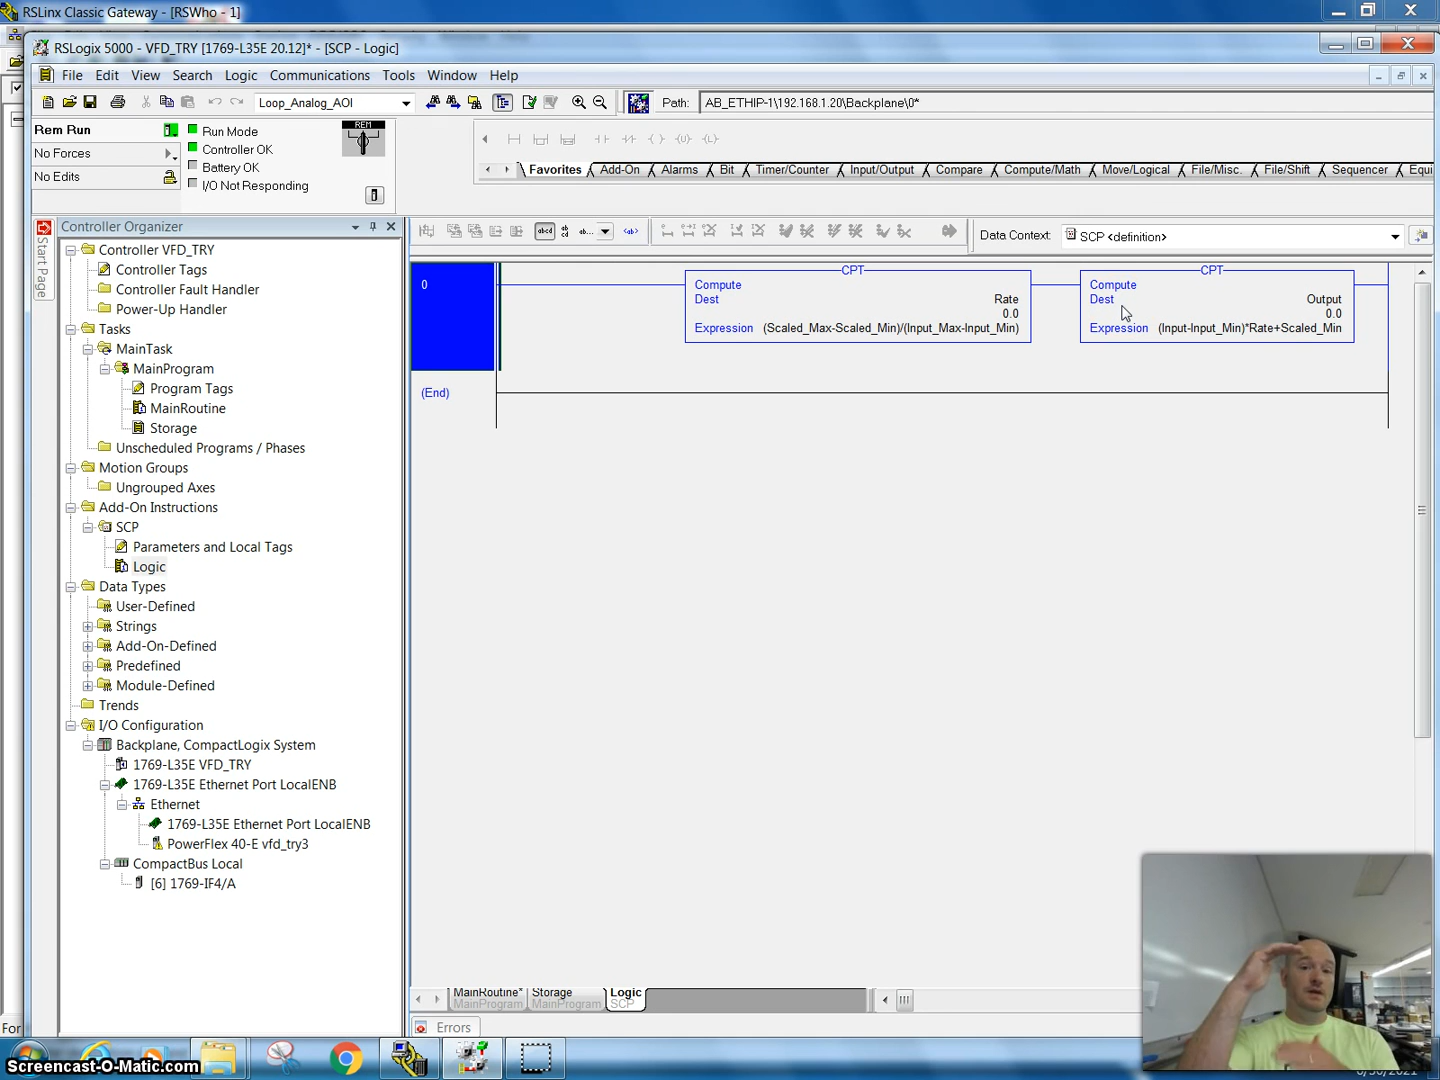 RSLinx Classic Gateway - [RSWho - 1]
RSLogix 5000 - VFD_TRY [1769-L35E 20.12]* - [SCP - Logic]
File Edit View Search Logic Communications Tools Window Help
Loop_Analog_AOI
Path: AB_ETHIP-1\192.168.1.20\Backplane\0*
Rem Run
No Forces
No Edits
Run Mode
Controller OK
Battery OK
I/O Not Responding
REM
Favorites Add-On Alarms Bit Timer/Counter Input/Output Compare Compute/Math Move/Logical File/Misc. File/Shift Sequencer Equi
Start Page
Controller Organizer
Controller VFD_TRY
Controller Tags
Controller Fault Handler
Power-Up Handler
Tasks
MainTask
MainProgram
Program Tags
MainRoutine
Storage
Unscheduled Programs / Phases
Motion Groups
Ungrouped Axes
Add-On Instructions
SCP
Parameters and Local Tags
Logic
Data Types
User-Defined
Strings
Add-On-Defined
Predefined
Module-Defined
Trends
I/O Configuration
Backplane, CompactLogix System
1769-L35E VFD_TRY
1769-L35E Ethernet Port LocalENB
Ethernet
1769-L35E Ethernet Port LocalENB
PowerFlex 40-E vfd_try3
CompactBus Local
[6] 1769-IF4/A
Data Context: SCP <definition>
0
CPT
Compute
Dest Rate
0.0
Expression (Scaled_Max-Scaled_Min)/(Input_Max-Input_Min)
CPT
Compute
Dest Output
0.0
Expression (Input-Input_Min)*Rate+Scaled_Min
(End)
MainRoutine*
MainProgram
Storage
MainProgram
Logic
SCP
Errors
For
Screencast-O-Matic.com